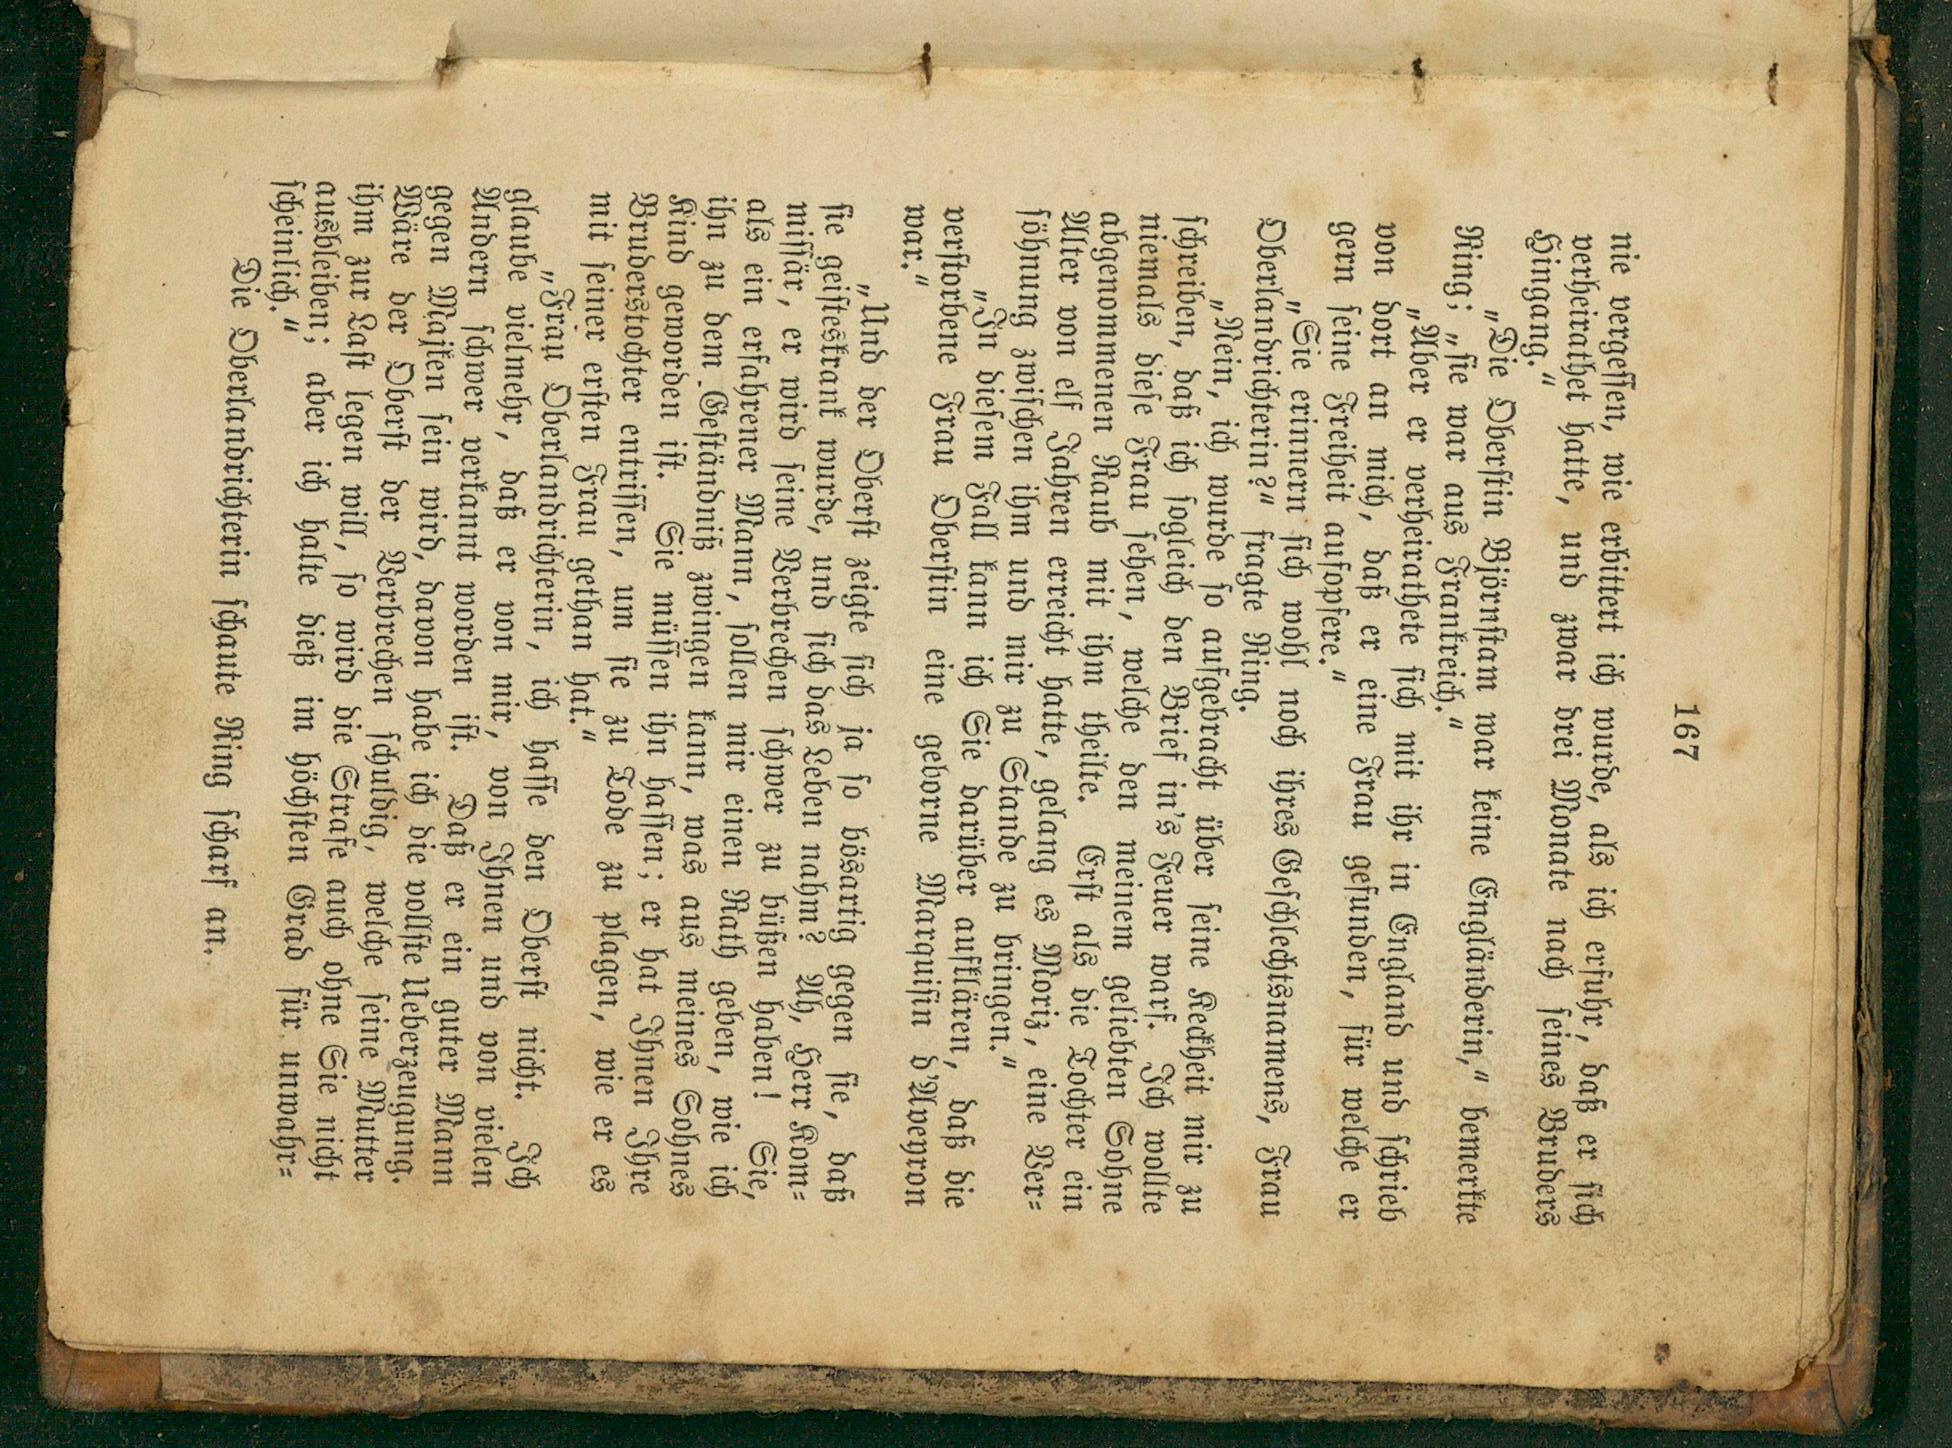 167
nie vergessen, wie erbittert ich wurde, als ich erfuhr, daß er sich
verheirathet hatte, und zwar drei Monate nach seines Bruders
Hingang.“
„Die Oberstin Björnstam war keine Engländerin,“ bemerkte
Ring; „sie war aus Frankreich.“
„Aber er verheirathete sich mit ihr in England und schrieb
von dort an mich, daß er eine Frau gefunden, für welche er
gern seine Freiheit aufopfere.“
„Sie erinnern sich wohl noch ihres Geschlechtsnamens, Frau
Oberlandrichterin?“ fragte Ring.
„Nein, ich wurde so aufgebracht über seine Keckheit mir zu
schreiben, daß ich sogleich den Brief in's Feuer warf. Ich wollte
niemals diese Frau sehen, welche den meinem geliebten Sohne
abgenommenen Raub mit ihm theilte. Erst als die Tochter ein
Alter von elf Jahren erreicht hatte, gelang es Moriz, eine Ver-
söhnung zwischen ihm und mir zu Stande zu bringen.“
„In diesem Fall kann ich Sie darüber aufklären, daß die
verstorbene Frau Oberstin eine geborne Marquisin d'Aveyron
war.“
„Und der Oberst zeigte sich ja so bösartig gegen sie, daß
sie geisteskrank wurde, und sich das Leben nahm? Ah, Herr Kom-
missär, er wird seine Verbrechen schwer zu büßen haben! Sie,
als ein erfahrener Mann, sollen mir einen Rath geben, wie ich
ihn zu dem Geständniß zwingen kann, was aus meines Sohnes
Kind geworden ist. Sie müssen ihn hassen; er hat Ihnen Ihre
Bruderstochter entrissen, um sie zu Tode zu plagen, wie er es
mit seiner ersten Frau gethan hat.“
„Frau Oberlandrichterin, ich hasse den Oberst nicht. Ich
glaube vielmehr, daß er von mir, von Ihnen und von vielen
Andern schwer verkannt worden ist. Daß er ein guter Mann
gegen Majken sein wird, davon habe ich die vollste Ueberzeugung.
Wäre der Oberst der Verbrechen schuldig, welche seine Mutter
ihm zur Last legen will, so wird die Strafe auch ohne Sie nicht
ausbleiben; aber ich halte dieß im höchsten Grad für unwahr-
scheinlich.“
Die Oberlandrichterin schaute Ring scharf an.